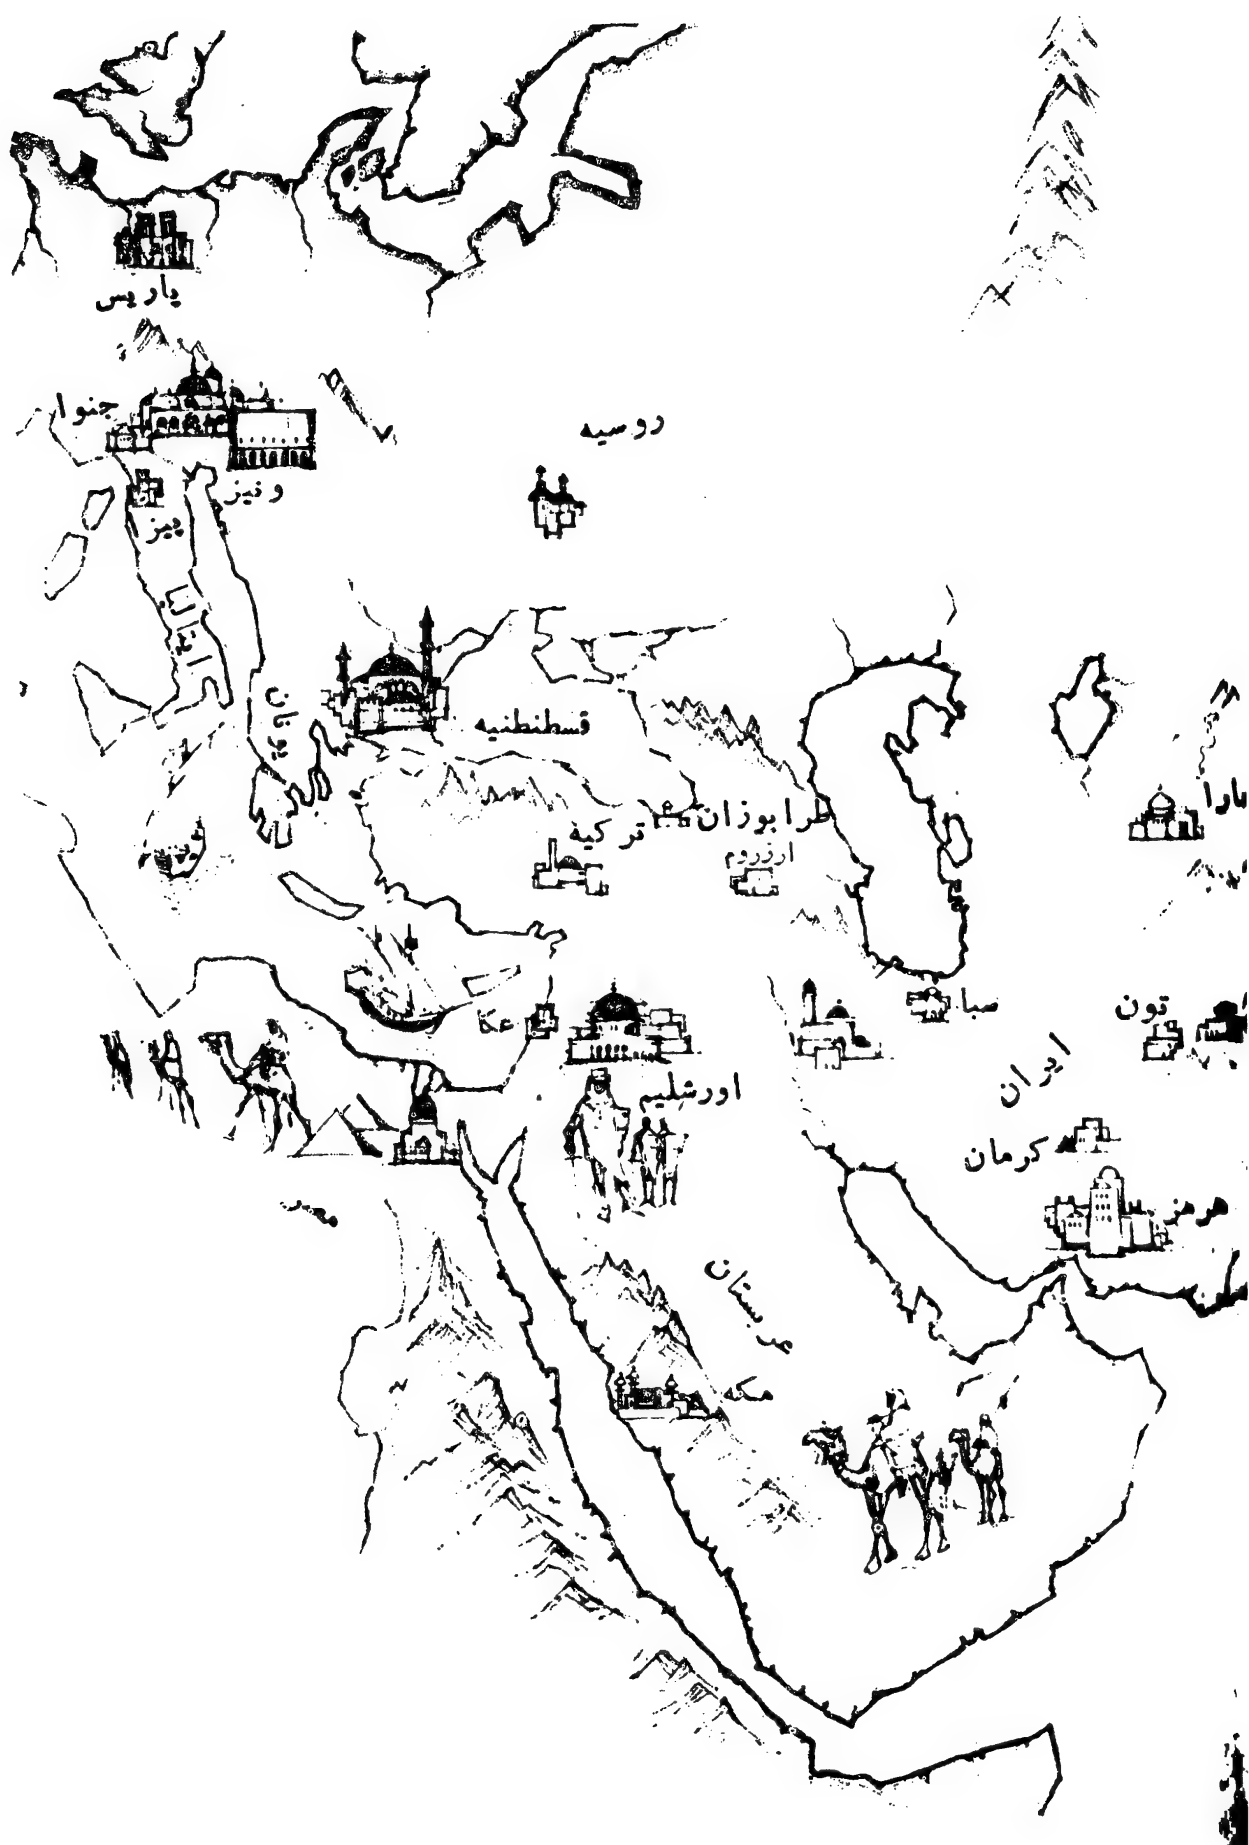 پاریس
جنوا
روسیه
ونیز
پیز
ایتالیا
یونان
قسطنطنیه
طرابوزان
ترکیه
ارزروم
صبا
تون
عکا
ایران
اورشلیم
کرمان
هرمز
مصر
عربستان
مکه